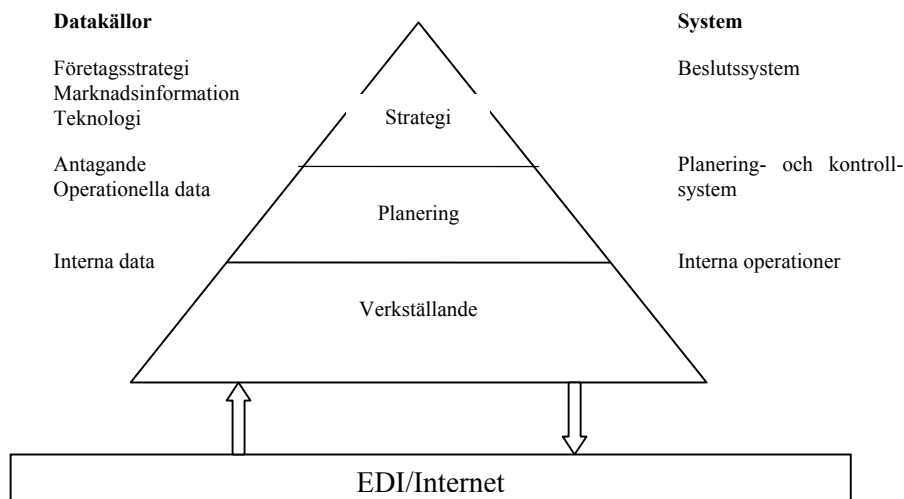 Datakällor
System
Företagsstrategi
Marknadsinformation
Teknologi
Beslutssystem
Strategi
Antagande
Operationella data
Planering- och kontroll-
system
Planering
Interna data
Interna operationer
Verkställande
EDI/Internet